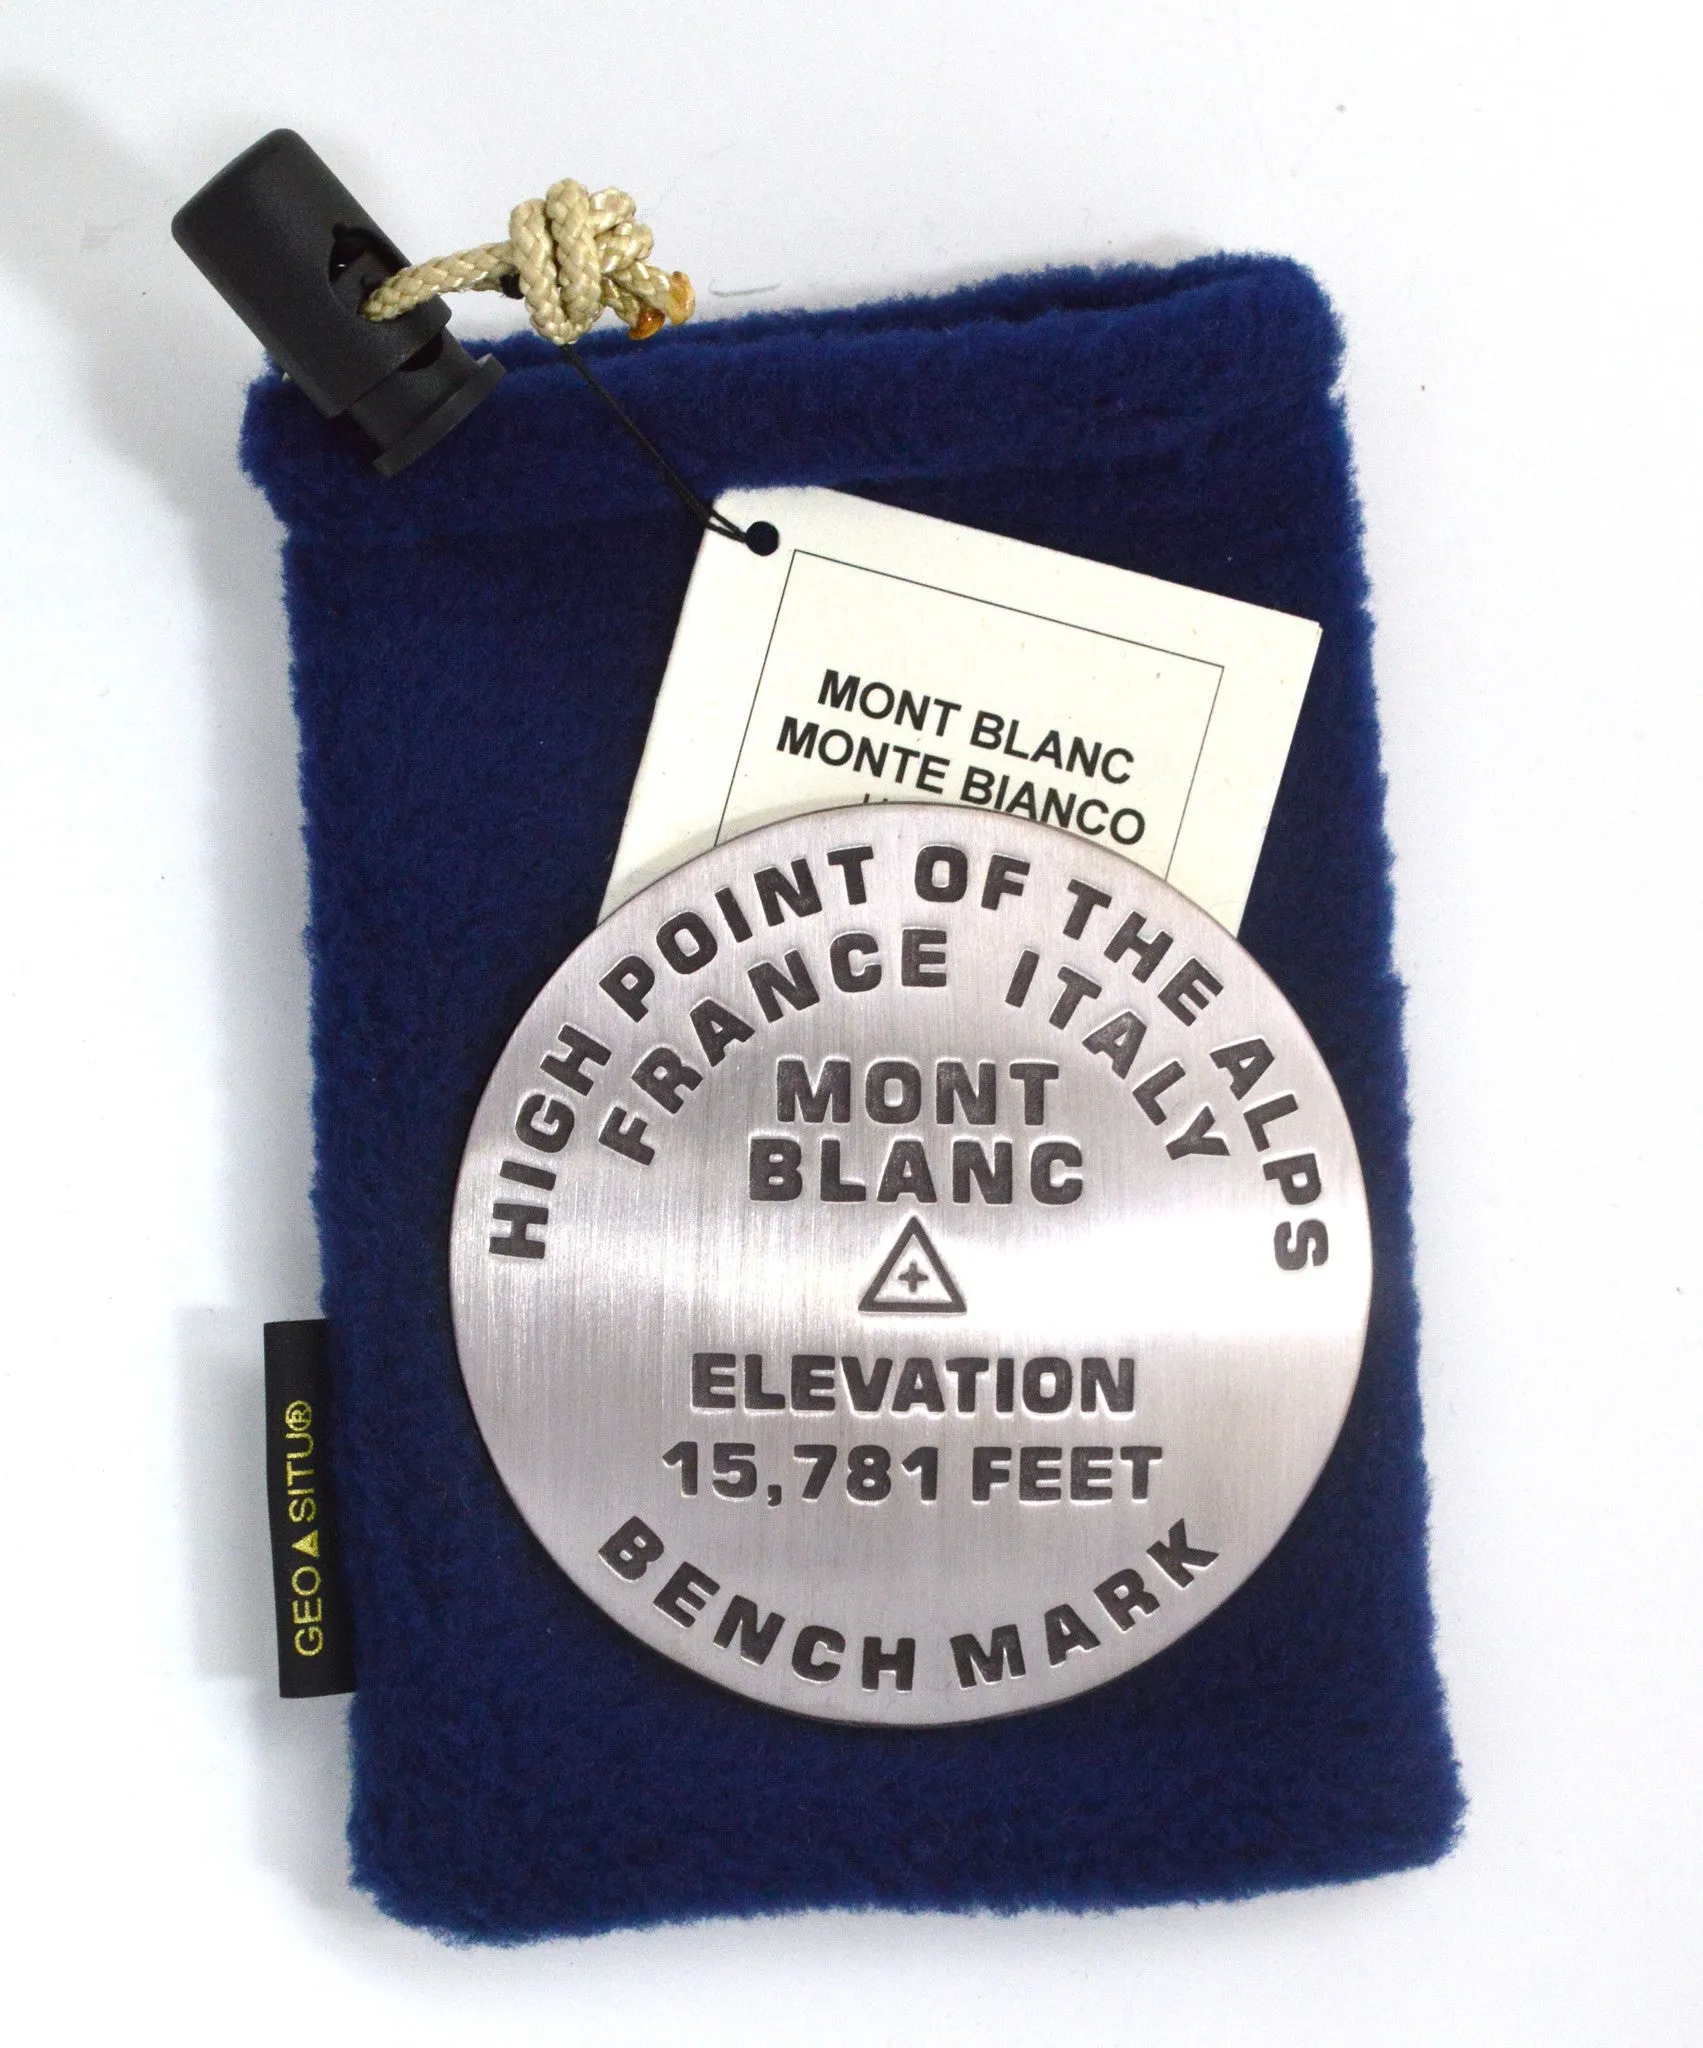 MONT BLANC
MONTE BIANCO
HIGH POINT OF THE ALPS
FRANCE ITALY
MONT
BLANC
ELEVATION
15,781 FEET
BENCH MARK
GEO▲SITU®